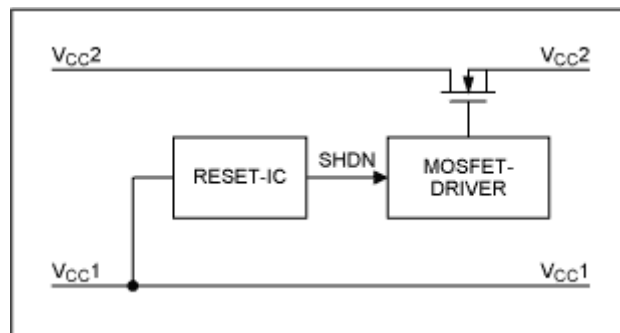 VCC2 VCC2
SHDN
RESET-IC
MOSFET-
DRIVER
VCC1 VCC1